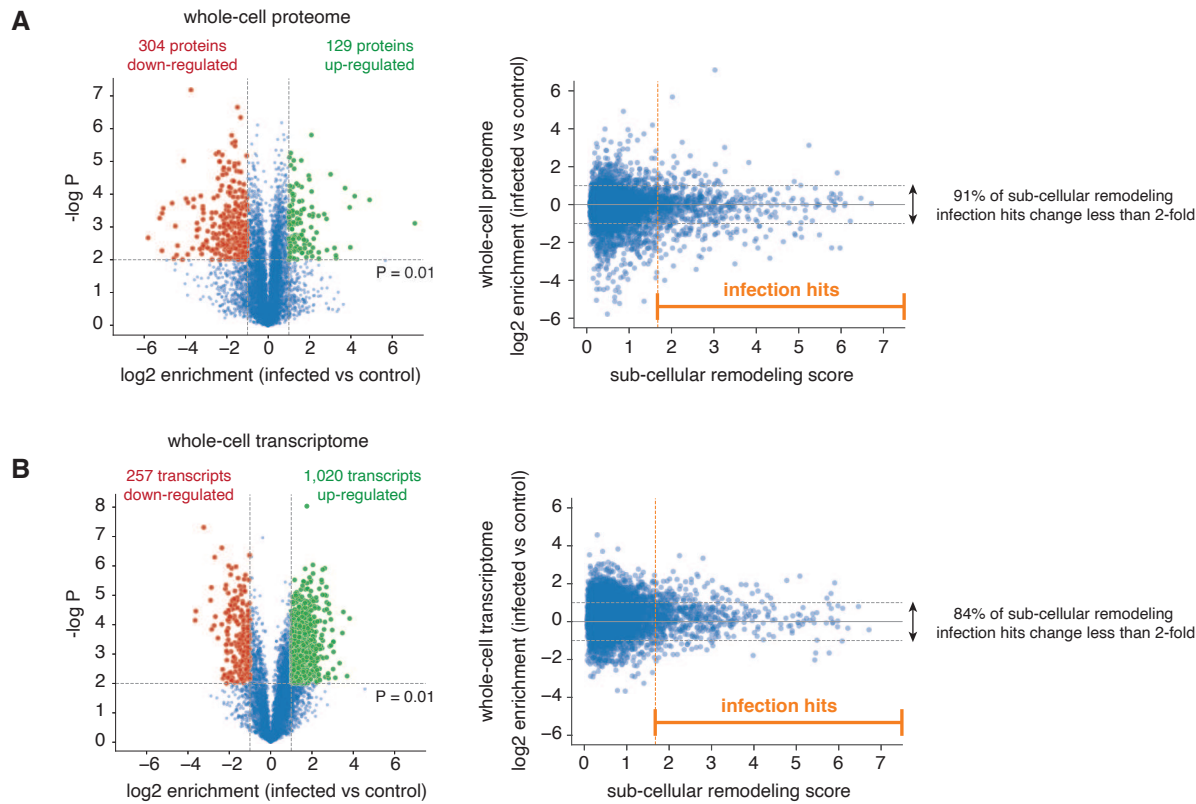 A
whole-cell proteome
304 proteins
down-regulated
129 proteins
up-regulated
7
6
5
4
3
2
1
0
-log P
P = 0.01
−6
−4
−2
0
2
4
6
log2 enrichment (infected vs control)
whole-cell proteome
log2 enrichment (infected vs control)
6
4
2
0
−2
−4
−6
infection hits
0
1
2
3
4
5
6
7
sub-cellular remodeling score
91% of sub-cellular remodeling
infection hits change less than 2-fold
B
whole-cell transcriptome
257 transcripts
down-regulated
1,020 transcripts
up-regulated
8
7
6
5
4
3
2
1
0
-log P
P = 0.01
−6
−4
−2
0
2
4
6
log2 enrichment (infected vs control)
whole-cell transcriptome
log2 enrichment (infected vs control)
6
4
2
0
−2
−4
−6
infection hits
0
1
2
3
4
5
6
7
sub-cellular remodeling score
84% of sub-cellular remodeling
infection hits change less than 2-fold